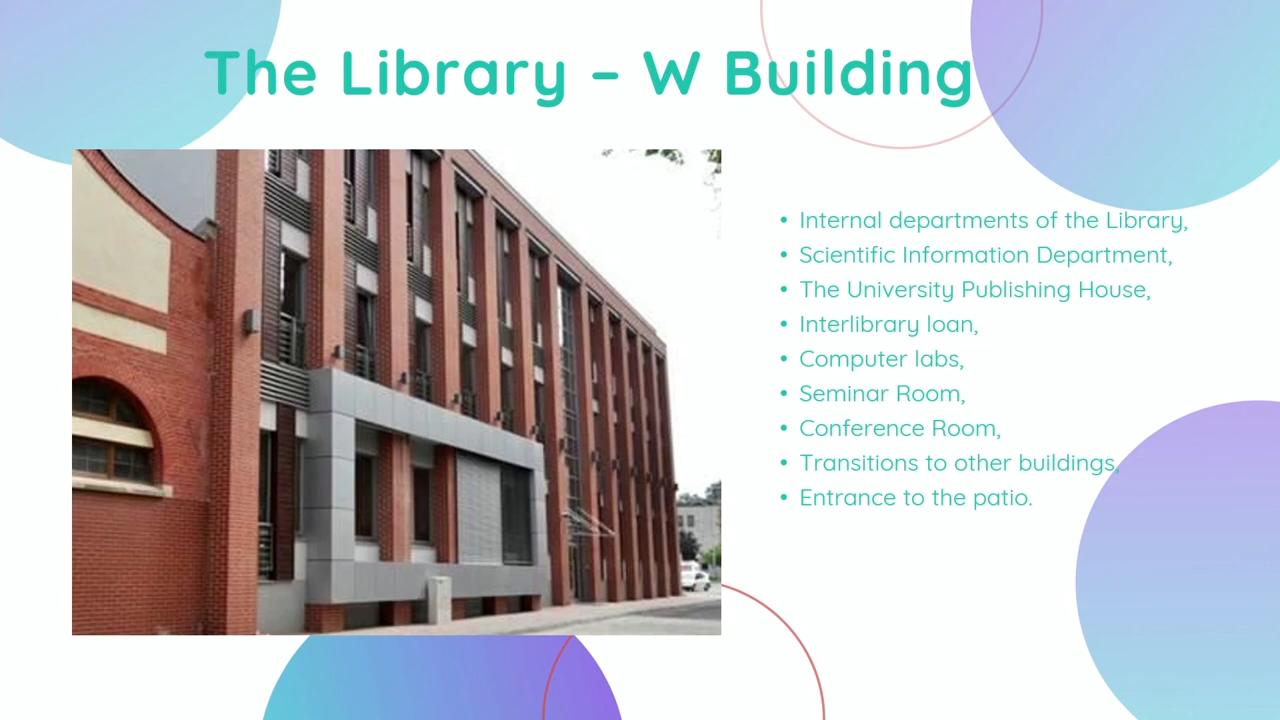 The Library – W Building
• Internal departments of the Library,
• Scientific Information Department,
• The University Publishing House,
• Interlibrary loan,
• Computer labs,
• Seminar Room,
• Conference Room,
• Transitions to other buildings,
• Entrance to the patio.